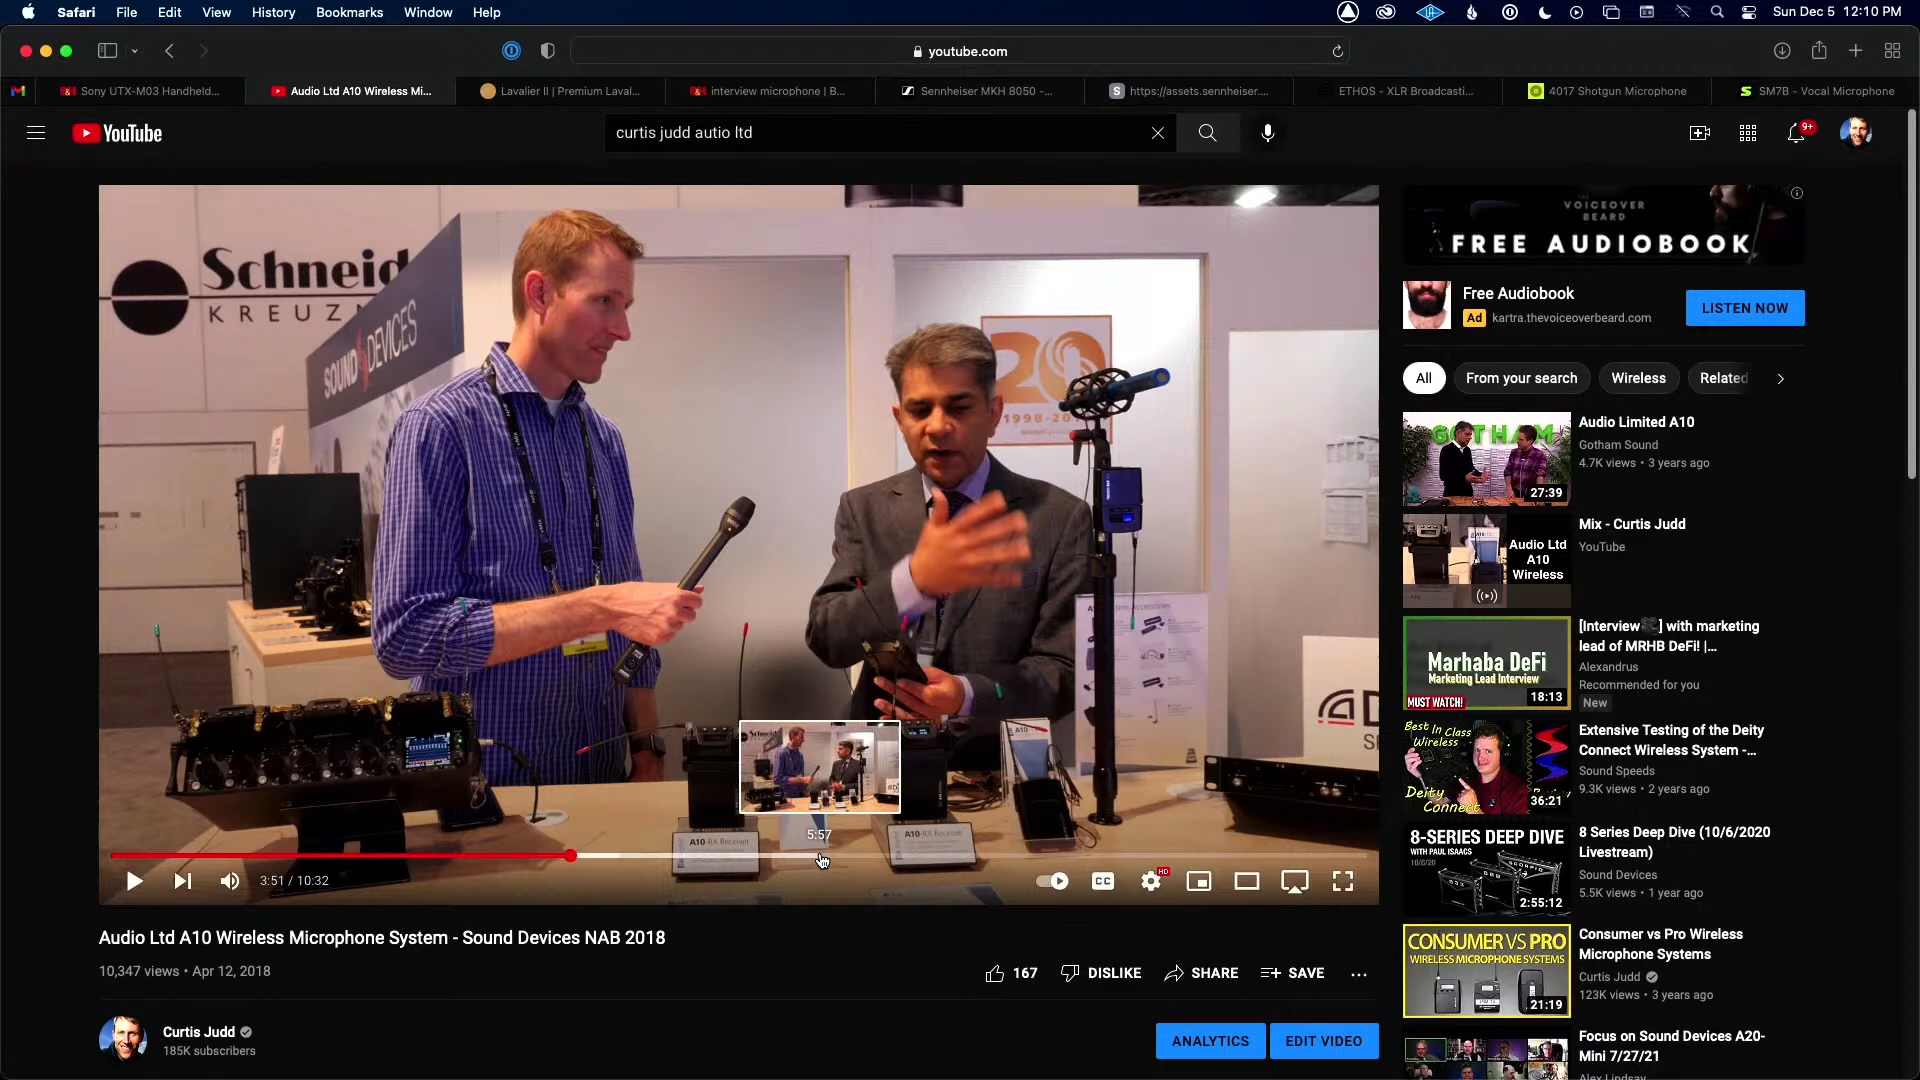 Safari File Edit View History Bookmarks Window Help
Sun Dec 5 12:10 PM
youtube.com
Sony UTX-M03 Handheld...
Audio Ltd A10 Wireless Mi...
Lavalier II | Premium Laval...
interview microphone | B...
Sennheiser MKH 8050 -...
https://assets.sennheiser....
ETHOS - XLR Broadcasti...
4017 Shotgun Microphone
SM7B - Vocal Microphone
YouTube
curtis judd autio ltd
9+
Schneid
KREUZN
SOUND DEVICES
20
1998-20
A10
A10-RX Receiver
A10-RX Receiver
5:57
3:51 / 10:32
CC
HD
Audio Ltd A10 Wireless Microphone System - Sound Devices NAB 2018
10,347 views • Apr 12, 2018
167
DISLIKE
SHARE
SAVE
Curtis Judd
185K subscribers
ANALYTICS
EDIT VIDEO
VOICEOVER
BEARD
FREE AUDIOBOOK
Free Audiobook
Ad kartra.thevoiceoverbeard.com
LISTEN NOW
All
From your search
Wireless
Related
GOTHAM
27:39
Audio Limited A10
Gotham Sound
4.7K views • 3 years ago
Audio Ltd
A10
Wireless
Mix - Curtis Judd
YouTube
Marhaba DeFi
Marketing Lead Interview
MUST WATCH!
18:13
[Interview🎥] with marketing
lead of MRHB DeFi! |...
Alexandrus
Recommended for you
New
Best In Class
Wireless
Deity
Connect
36:21
Extensive Testing of the Deity
Connect Wireless System -...
Sound Speeds
9.3K views • 2 years ago
8-SERIES DEEP DIVE
WITH PAUL ISAACS
10/6/20
2:55:12
8 Series Deep Dive (10/6/2020
Livestream)
Sound Devices
5.5K views • 1 year ago
CONSUMER VS PRO
WIRELESS MICROPHONE SYSTEMS
21:19
Consumer vs Pro Wireless
Microphone Systems
Curtis Judd
123K views • 3 years ago
Focus on Sound Devices A20-
Mini 7/27/21
Alex Lindsay